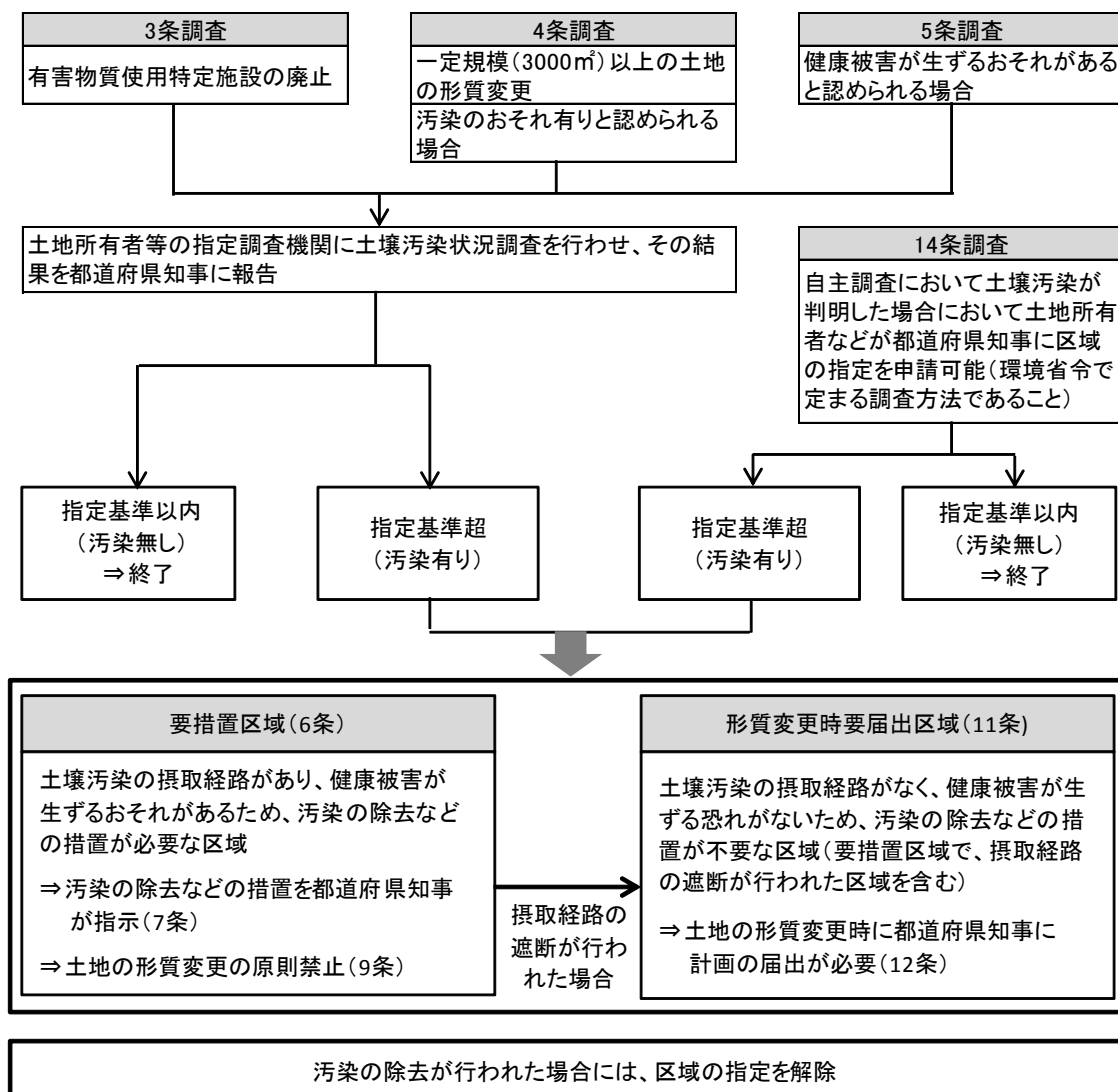 3条調査
有害物質使用特定施設の廃止
4条調査
一定規模(3000㎡)以上の土地
の形質変更
汚染のおそれ有りと認められる
場合
5条調査
健康被害が生ずるおそれがある
と認められる場合
土地所有者等の指定調査機関に土壌汚染状況調査を行わせ、その結
果を都道府県知事に報告
14条調査
自主調査において土壌汚染が
判明した場合において土地所有
者などが都道府県知事に区域
の指定を申請可能(環境省令で
定まる調査方法であること)
指定基準以内
(汚染無し)
⇒終了
指定基準超
(汚染有り)
指定基準超
(汚染有り)
指定基準以内
(汚染無し)
⇒終了
要措置区域(6条)
土壌汚染の摂取経路があり、健康被害が
生ずるおそれがあるため、汚染の除去など
の措置が必要な区域
⇒汚染の除去などの措置を都道府県知事
が指示(7条)
⇒土地の形質変更の原則禁止(9条)
摂取経路の
遮断が行わ
れた場合
形質変更時要届出区域(11条)
土壌汚染の摂取経路がなく、健康被害が生
ずる恐れがないため、汚染の除去などの措
置が不要な区域(要措置区域で、摂取経路
の遮断が行われた区域を含む)
⇒土地の形質変更時に都道府県知事に
計画の届出が必要(12条)
汚染の除去が行われた場合には、区域の指定を解除